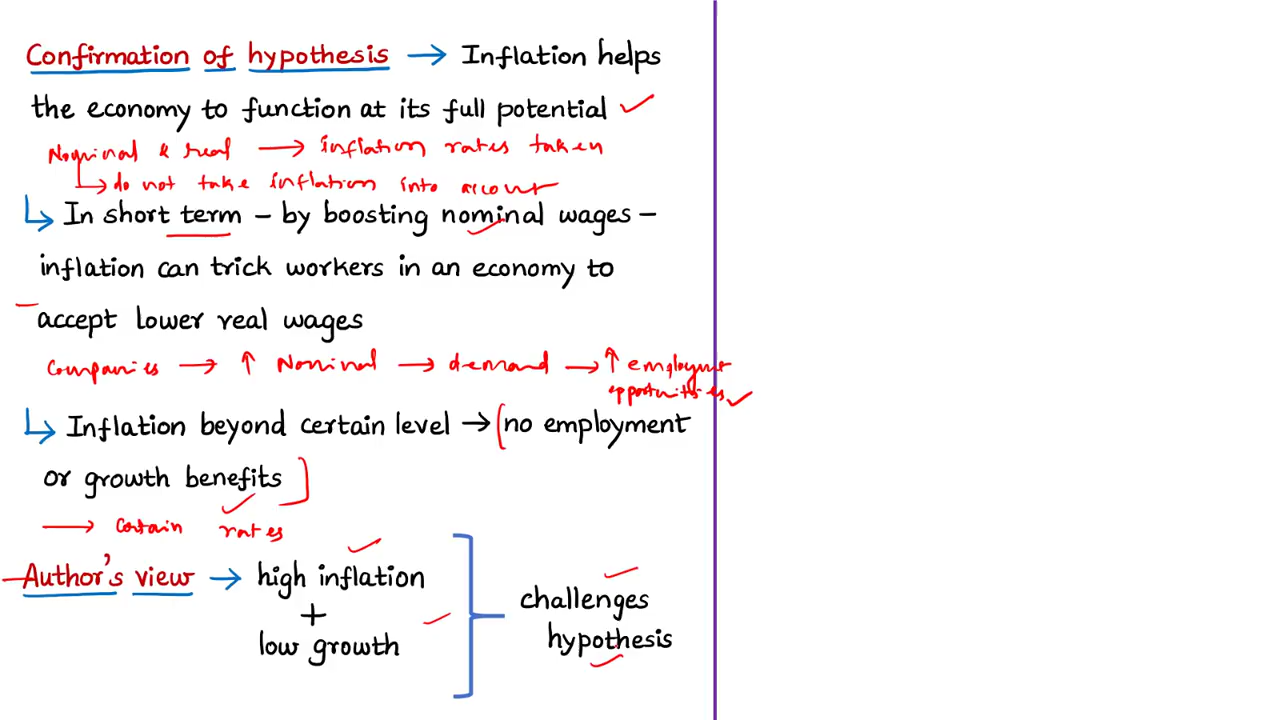 Confirmation of hypothesis → Inflation helps
the economy to function at its full potential ✓
Nominal & real → inflation rates taken
↳ do not take inflation into account
↳ In short term – by boosting nominal wages –
inflation can trick workers in an economy to
accept lower real wages
Companies → ↑ Nominal → demand → ↑ employment
opportunities ✓
↳ Inflation beyond certain level → (no employment
or growth benefits)
→ Certain rates
Author's view → high inflation
+
low growth
challenges
hypothesis